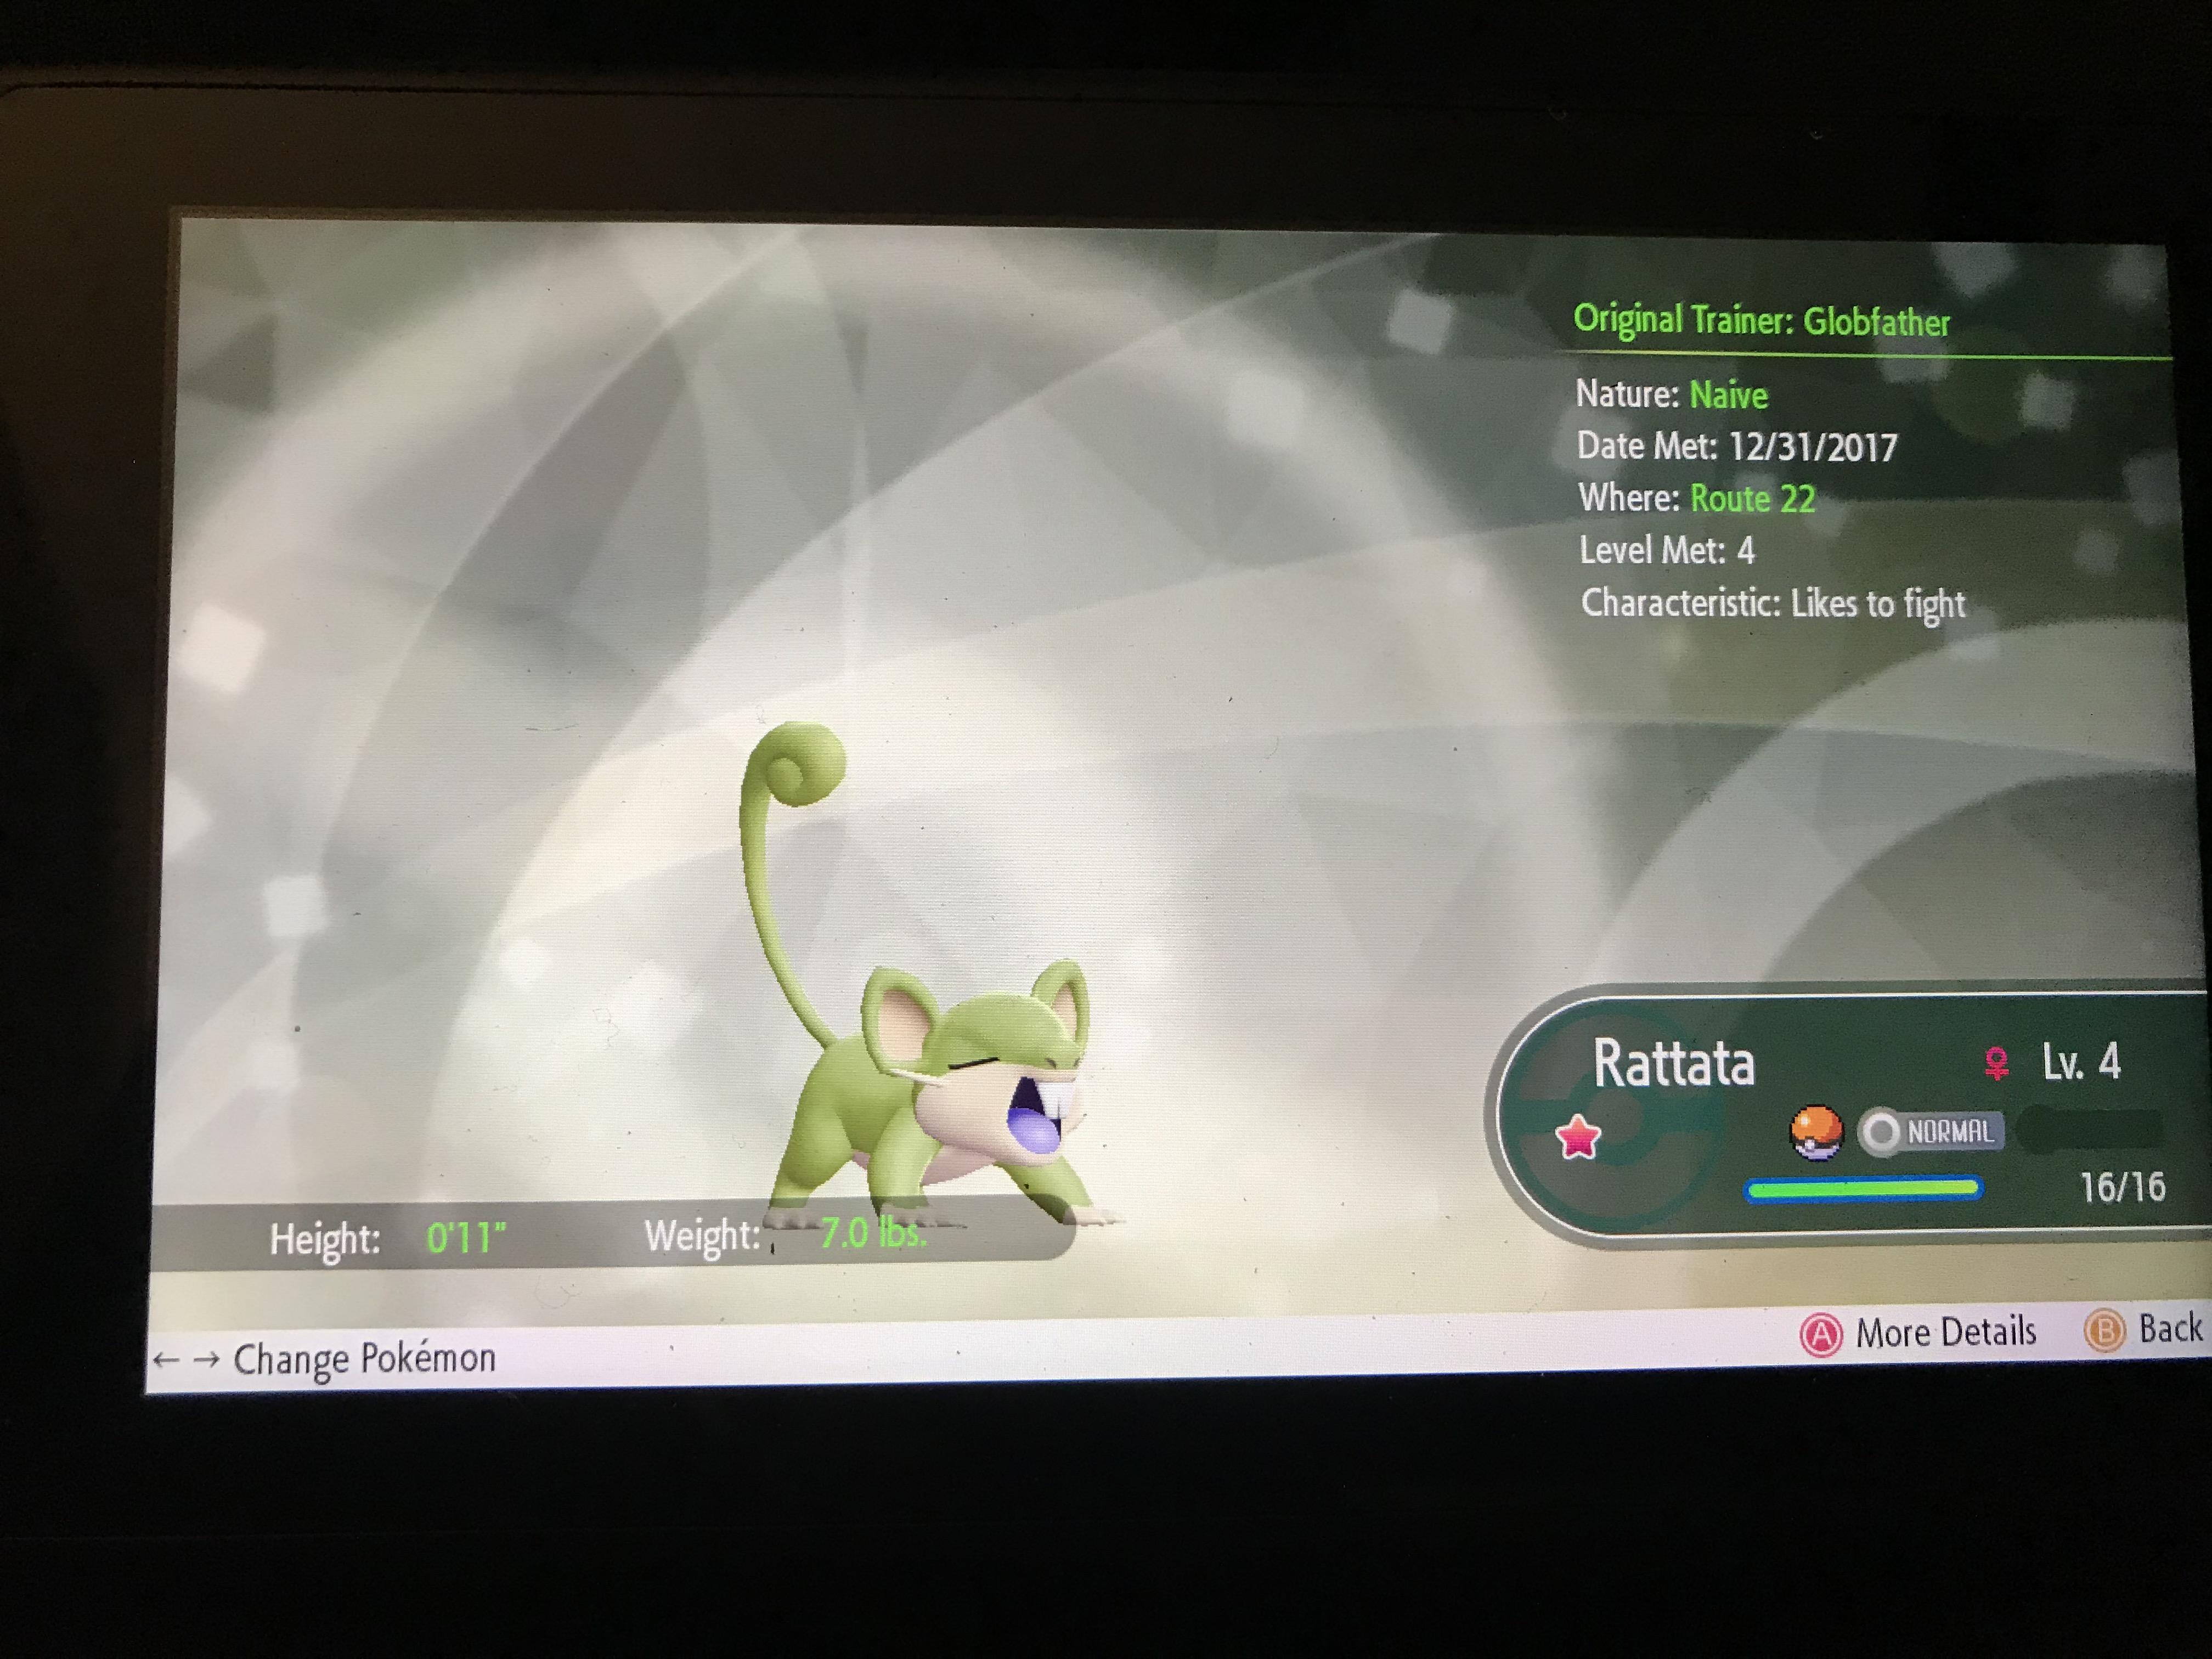 Original Trainer: Globfather
Nature: Naive
Date Met: 12/31/2017
Where: Route 22
Level Met: 4
Characteristic: Likes to fight
Rattata ♀ Lv. 4
NORMAL
16/16
Height: 0'11" Weight: 7.0 lbs.
← → Change Pokémon
A More Details B Back